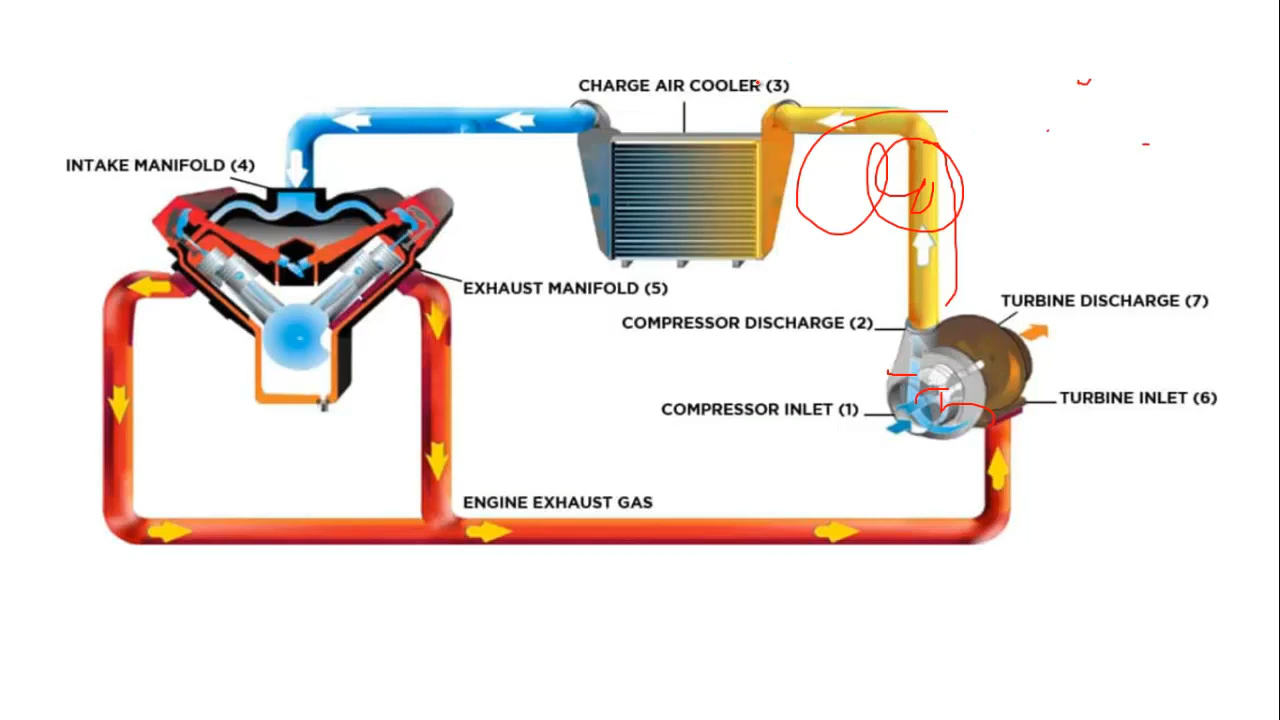 CHARGE AIR COOLER (3)
INTAKE MANIFOLD (4)
EXHAUST MANIFOLD (5)
TURBINE DISCHARGE (7)
COMPRESSOR DISCHARGE (2)
TURBINE INLET (6)
COMPRESSOR INLET (1)
ENGINE EXHAUST GAS